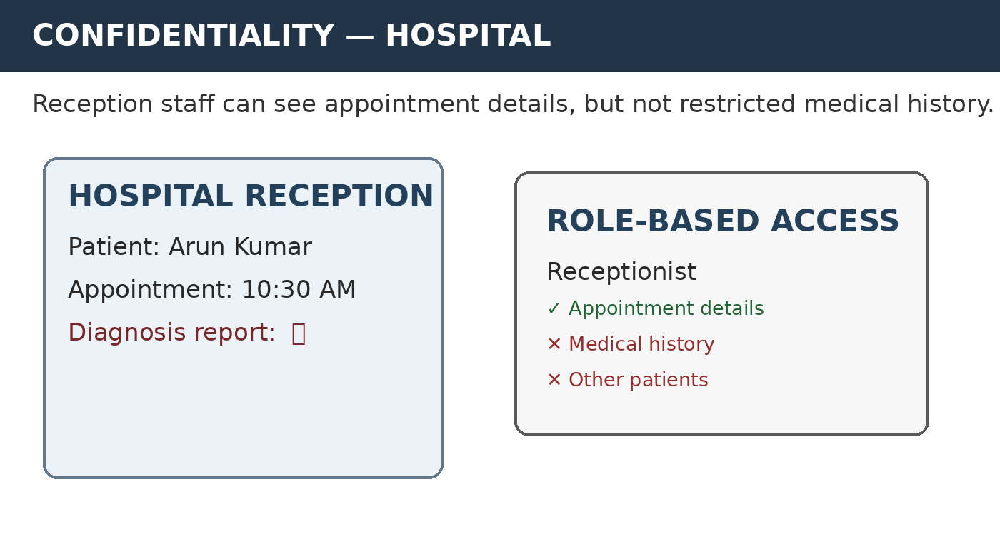 CONFIDENTIALITY — HOSPITAL
Reception staff can see appointment details, but not restricted medical history.
HOSPITAL RECEPTION
Patient: Arun Kumar
Appointment: 10:30 AM
Diagnosis report:
ROLE-BASED ACCESS
Receptionist
✓ Appointment details
✕ Medical history
✕ Other patients